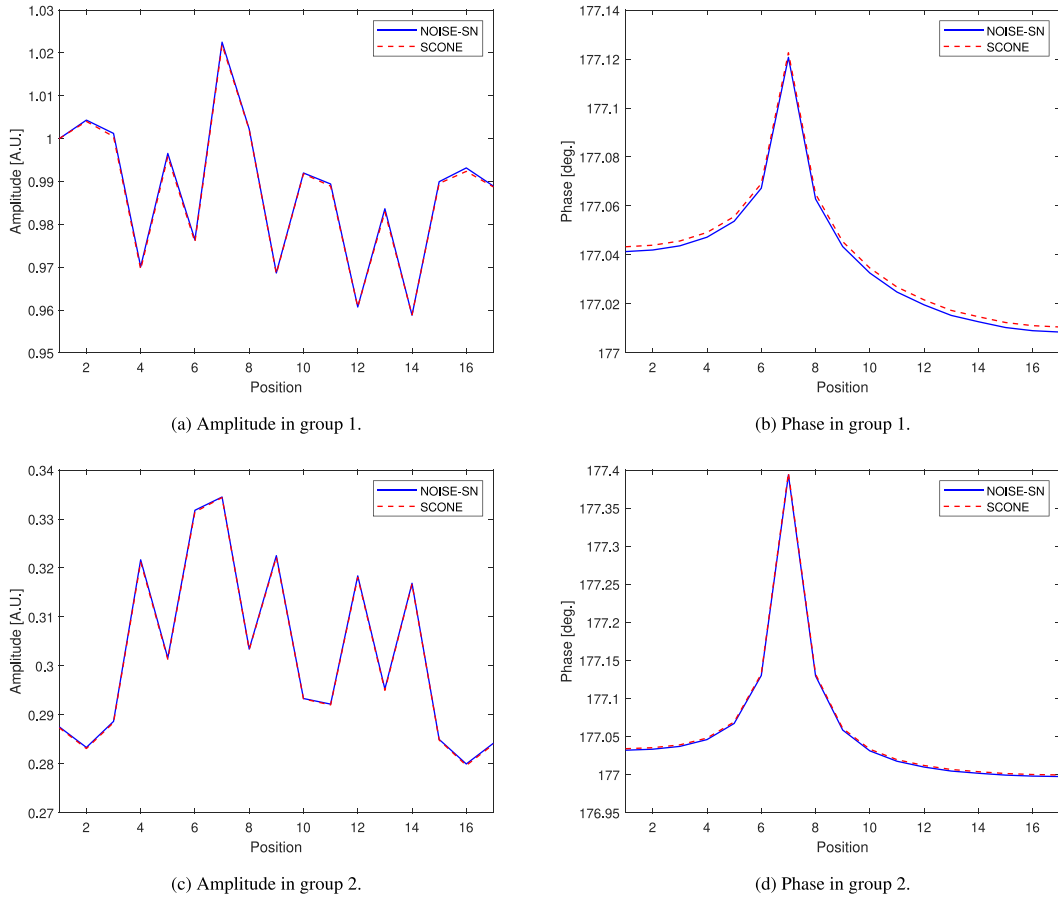 1.03
1.02
1.01
1
0.99
0.98
0.97
0.96
0.95
Amplitude [A.U.]
2 4 6 8 10 12 14 16
Position
NOISE-SN
SCONE
(a) Amplitude in group 1.
177.14
177.12
177.1
177.08
177.06
177.04
177.02
177
Phase [deg.]
2 4 6 8 10 12 14 16
Position
NOISE-SN
SCONE
(b) Phase in group 1.
0.34
0.33
0.32
0.31
0.3
0.29
0.28
0.27
Amplitude [A.U.]
2 4 6 8 10 12 14 16
Position
NOISE-SN
SCONE
(c) Amplitude in group 2.
177.4
177.35
177.3
177.25
177.2
177.15
177.1
177.05
177
176.95
Phase [deg.]
2 4 6 8 10 12 14 16
Position
NOISE-SN
SCONE
(d) Phase in group 2.